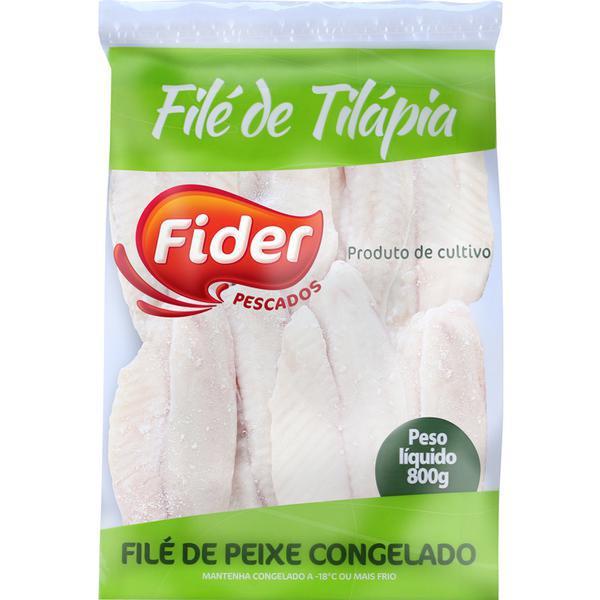 Filé de Tilápia
Fider
PESCADOS
Produto de cultivo
Peso
líquido
800g
FILÉ DE PEIXE CONGELADO
MANTENHA CONGELADO A -18°C OU MAIS FRIO